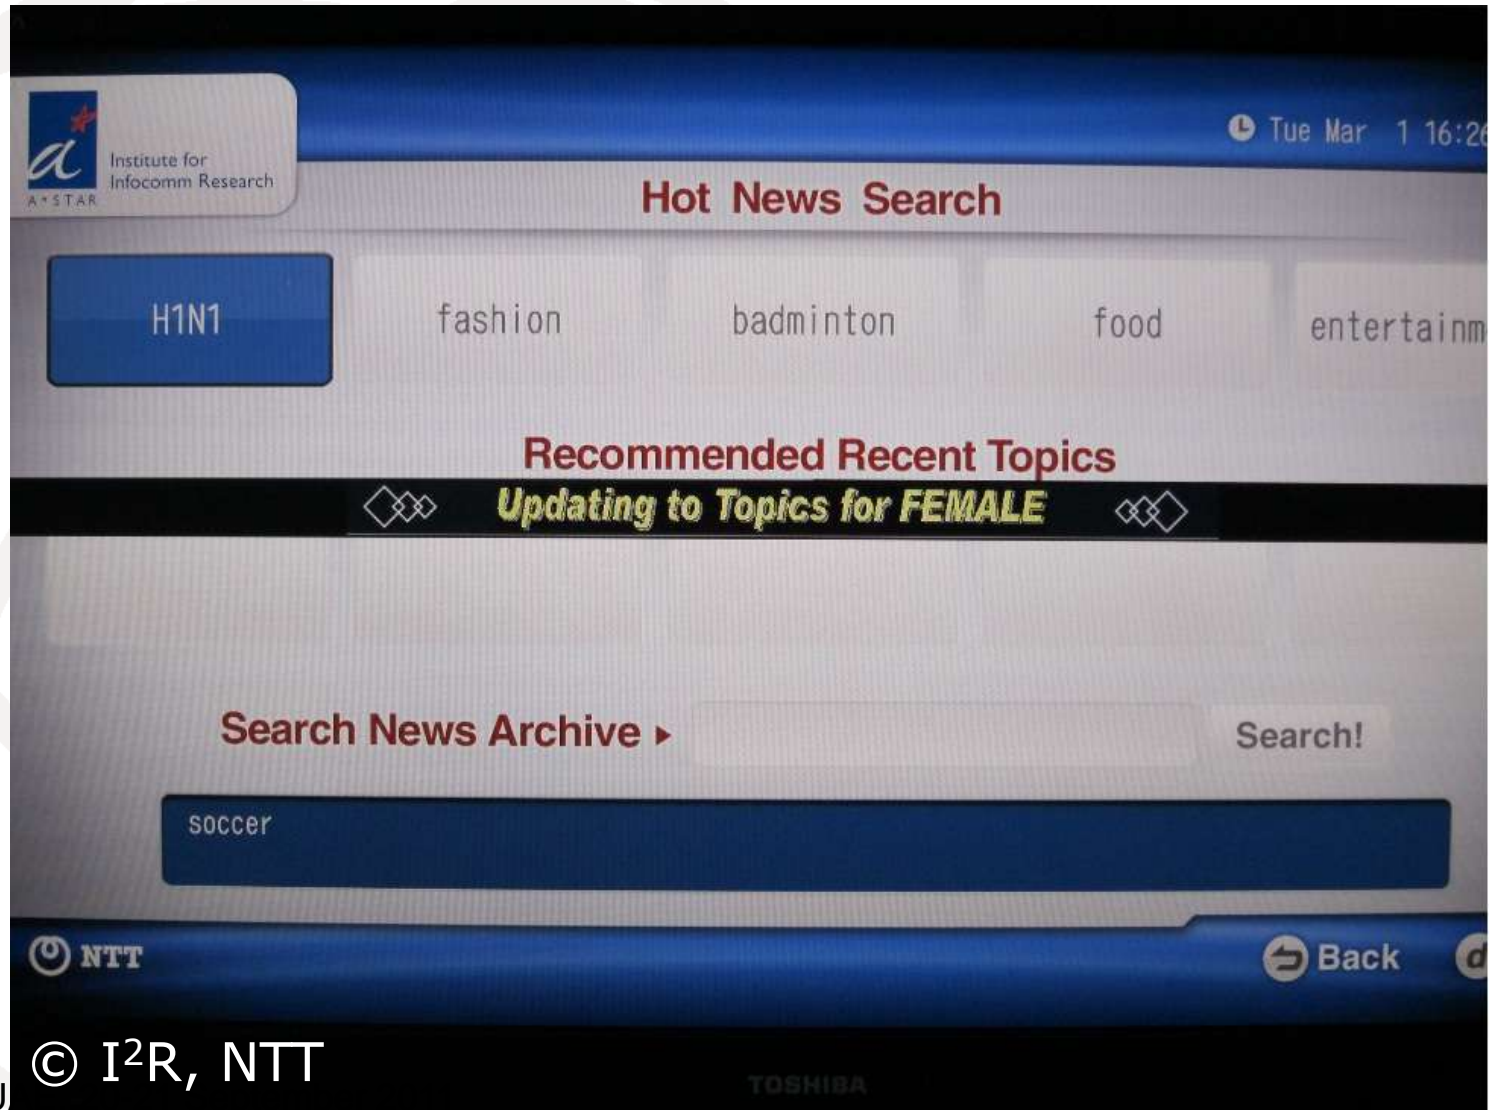 Institute for
Infocomm Research
A*STAR
Tue Mar 1 16:26
Hot News Search
H1N1 fashion badminton food entertainm
Recommended Recent Topics
Updating to Topics for FEMALE
Search News Archive ▸ Search!
soccer
NTT Back d
© I²R, NTT
TOSHIBA